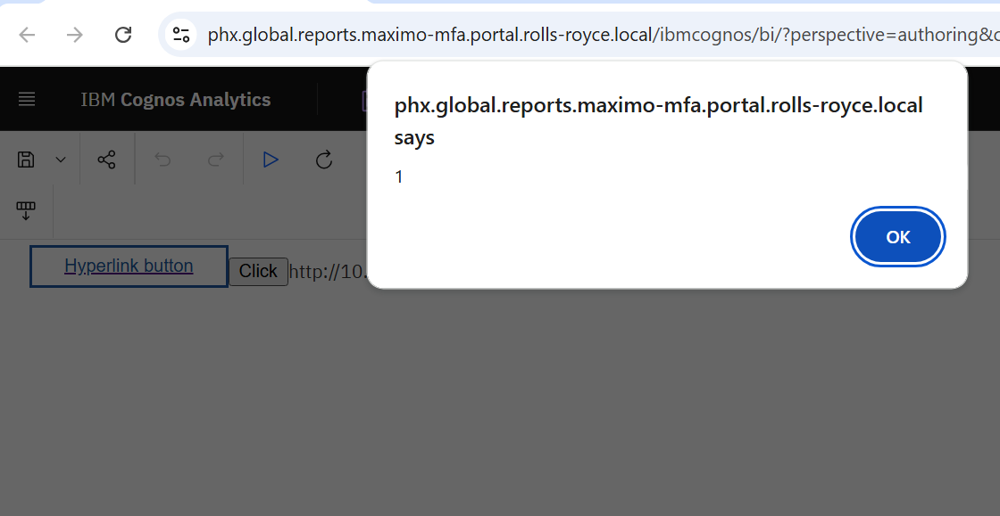 phx.global.reports.maximo-mfa.portal.rolls-royce.local/ibmcognos/bi/?perspective=authoring&
IBM Cognos Analytics
phx.global.reports.maximo-mfa.portal.rolls-royce.local
says
1
OK
Hyperlink button
Click http://10.